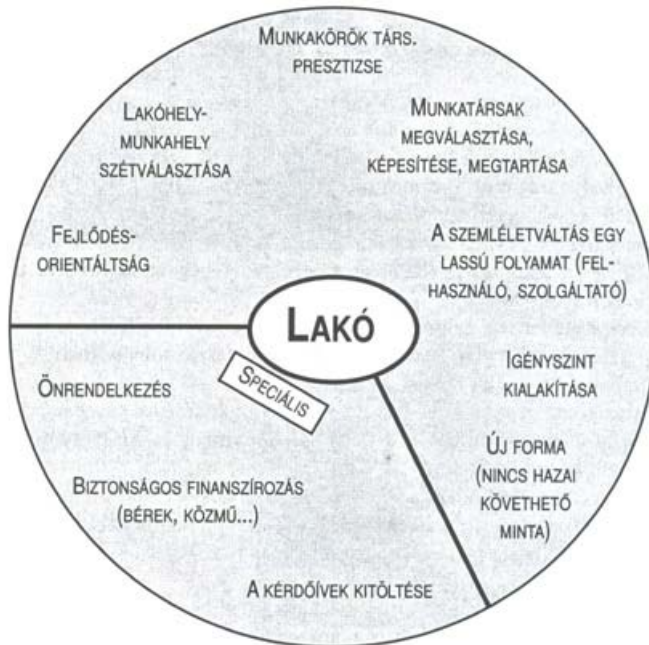 MUNKAKÖRÖK TÁRS.
PRESZTIZSE
LAKÓHELY-
MUNKAHELY
SZÉTVÁLASZTÁSA
MUNKATÁRSAK
MEGVÁLASZTÁSA,
KÉPESÍTÉSE, MEGTARTÁSA
FEJLŐDÉS-
ORIENTÁLTSÁG
A SZEMLÉLETVÁLTÁS EGY
LASSÚ FOLYAMAT (FEL-
HASZNÁLÓ, SZOLGÁLTATÓ)
LAKÓ
SPECIÁLIS
IGÉNYSZINT
KIALAKÍTÁSA
ÖNRENDELKEZÉS
ÚJ FORMA
(NINCS HAZAI
KÖVETHETŐ
MINTA)
BIZTONSÁGOS FINANSZÍROZÁS
(BÉREK, KÖZMŰ...)
A KÉRDŐÍVEK KITÖLTÉSE